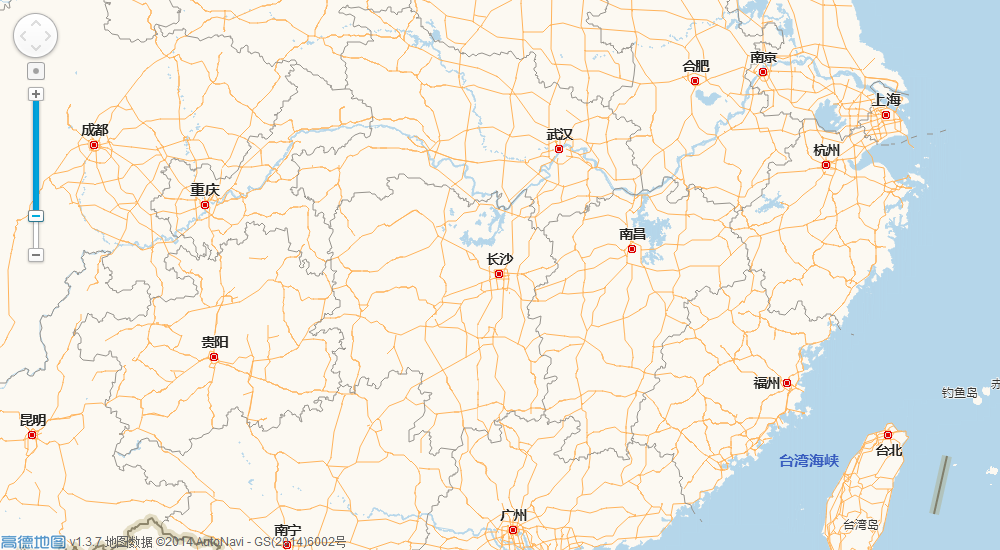 南京
合肥
上海
成都
武汉
杭州
重庆
南昌
长沙
贵阳
福州
钓鱼岛
赤
昆明
台北
台湾海峡
广州
台湾岛
南宁
高德地图 v1.3.7 地图数据 ©2014 AutoNavi - GS(2014)6002号